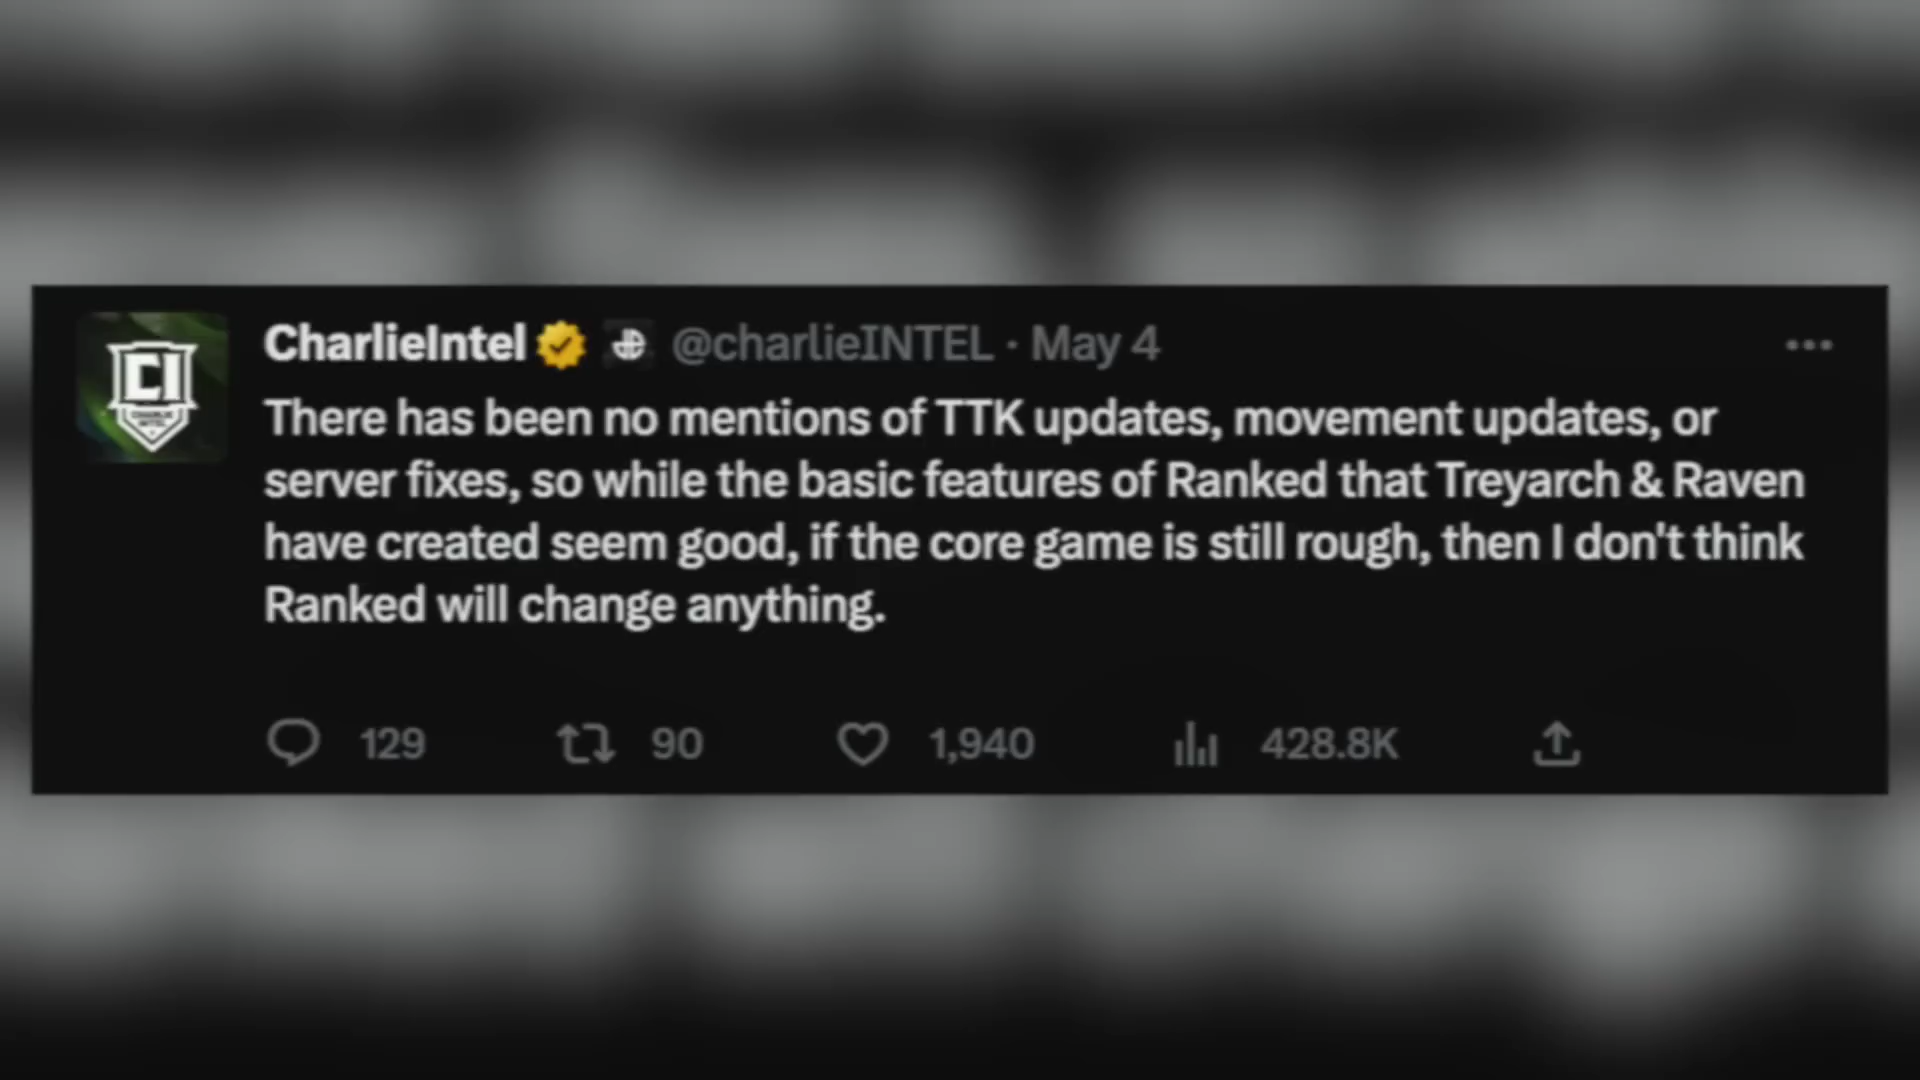 CharlieIntel @charlieINTEL · May 4
There has been no mentions of TTK updates, movement updates, or
server fixes, so while the basic features of Ranked that Treyarch & Raven
have created seem good, if the core game is still rough, then I don't think
Ranked will change anything.
129 90 1,940 428.8K
CI